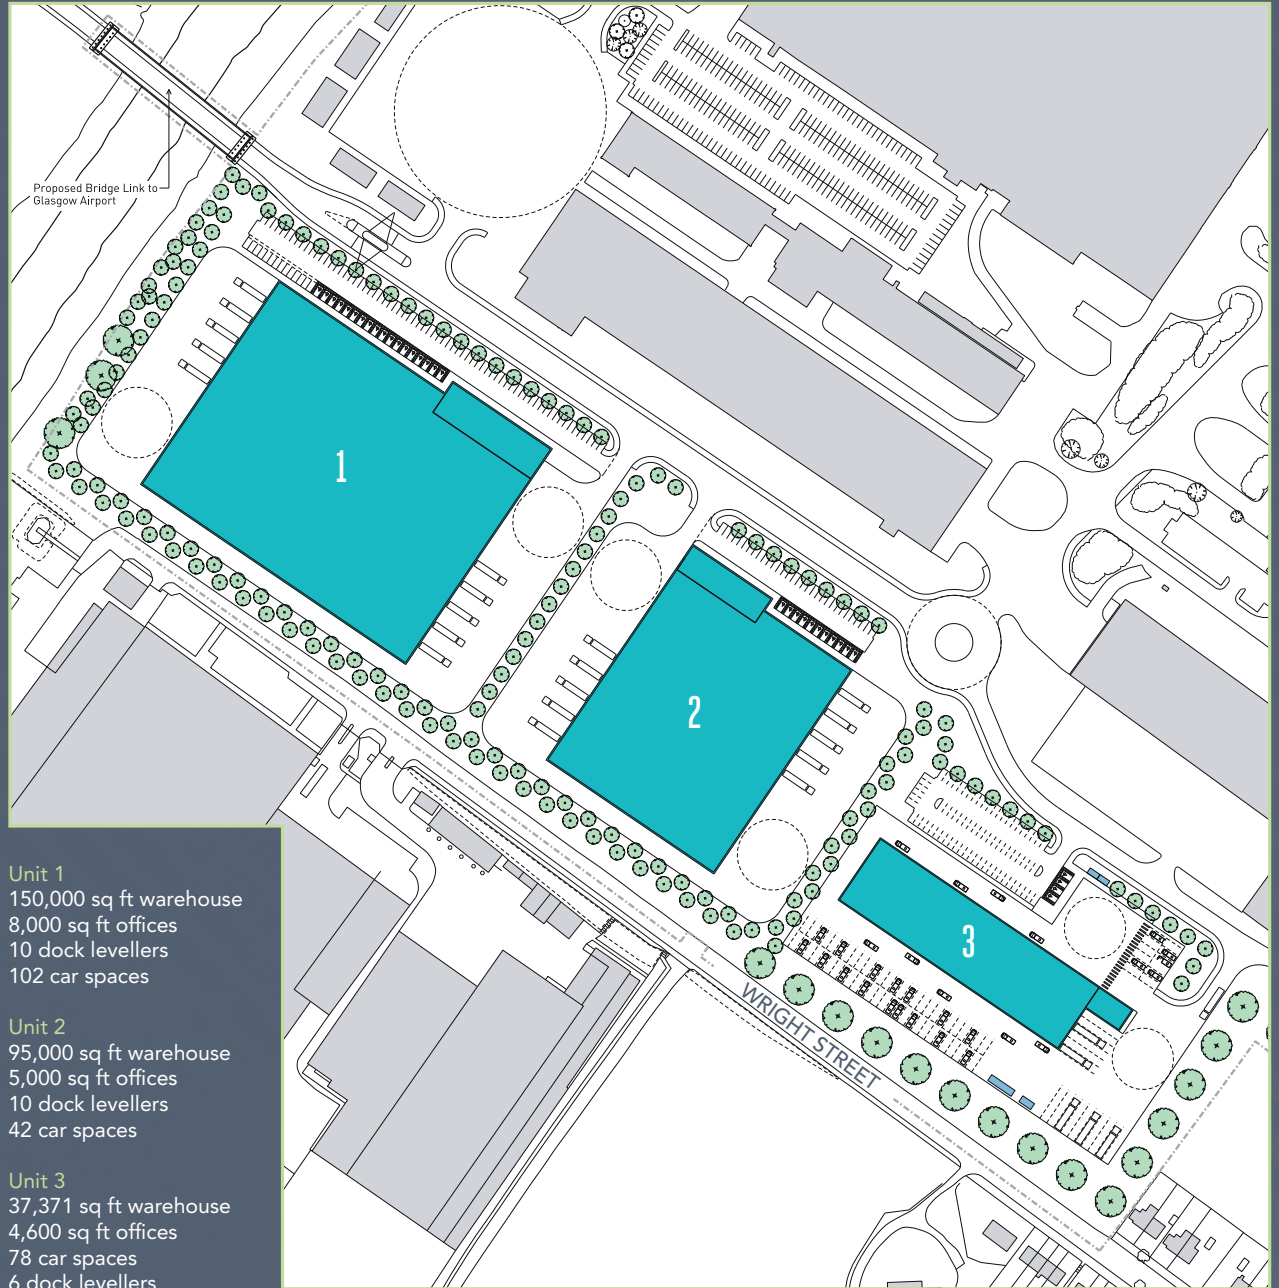 Proposed Bridge Link to
Glasgow Airport
1
2
3
WRIGHT STREET
Unit 1
150,000 sq ft warehouse
8,000 sq ft offices
10 dock levellers
102 car spaces
Unit 2
95,000 sq ft warehouse
5,000 sq ft offices
10 dock levellers
42 car spaces
Unit 3
37,371 sq ft warehouse
4,600 sq ft offices
78 car spaces
6 dock levellers